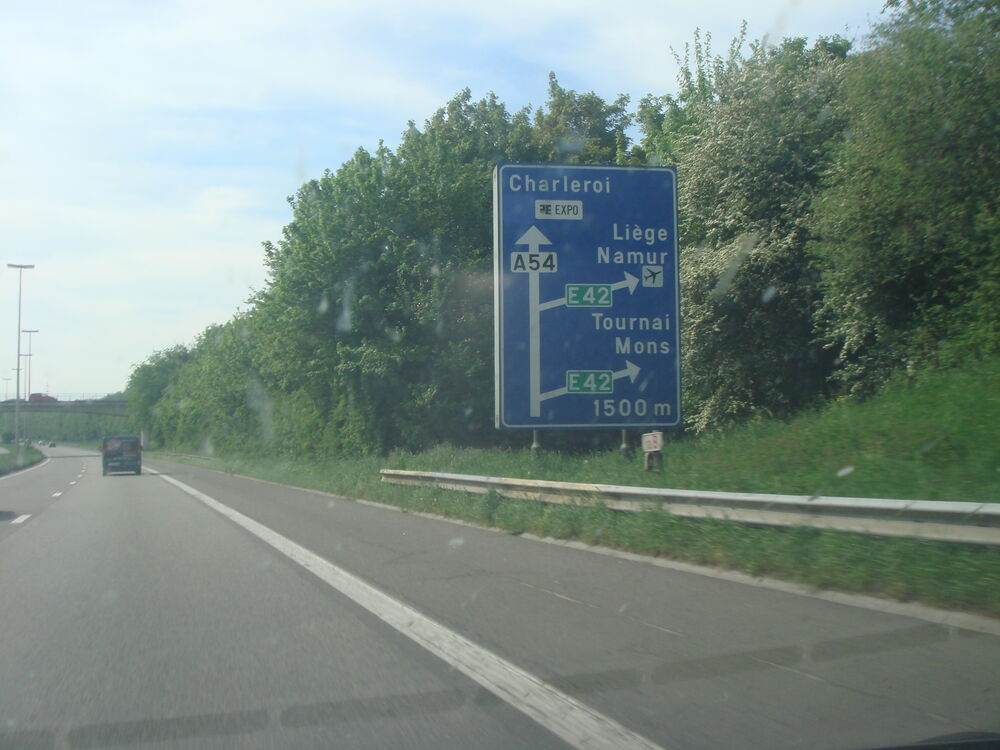 Charleroi
EXPO
Liège
Namur
A54
E42
Tournai
Mons
E42
1500 m